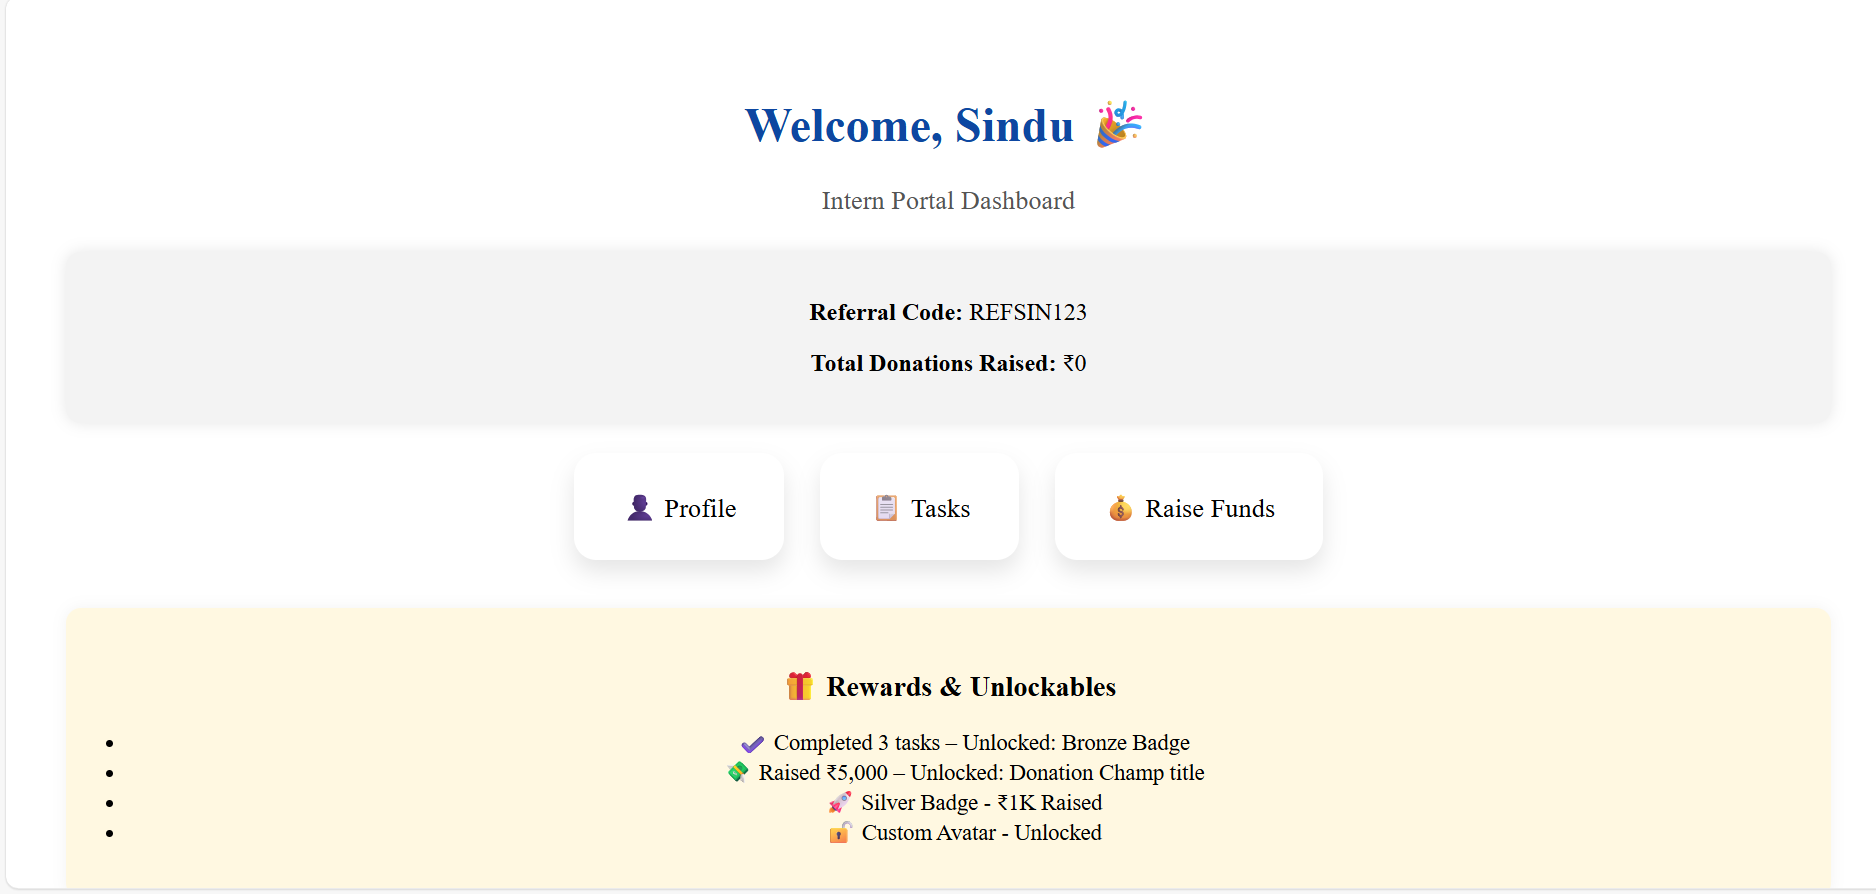 Welcome, Sindu 🎉
Intern Portal Dashboard
Referral Code: REFSIN123
Total Donations Raised: ₹0
👤 Profile
📋 Tasks
💰 Raise Funds
🎁 Rewards & Unlockables
✔️ Completed 3 tasks – Unlocked: Bronze Badge
💸 Raised ₹5,000 – Unlocked: Donation Champ title
🚀 Silver Badge - ₹1K Raised
🔓 Custom Avatar - Unlocked